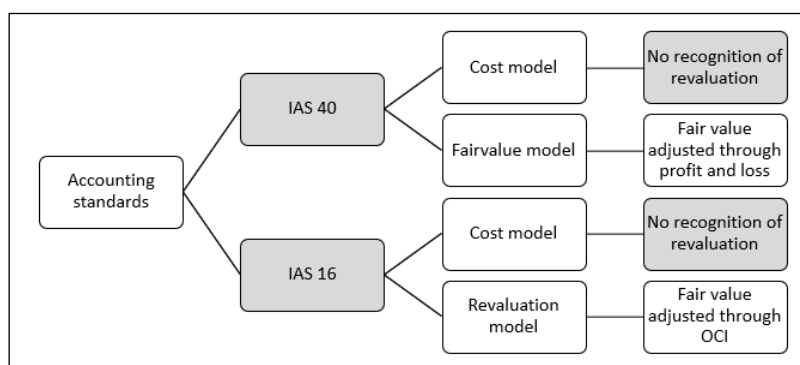 Accounting
standards
IAS 40
Cost model
No recognition of
revaluation
Fairvalue model
Fair value
adjusted through
profit and loss
IAS 16
Cost model
No recognition of
revaluation
Revaluation
model
Fair value
adjusted through
OCI